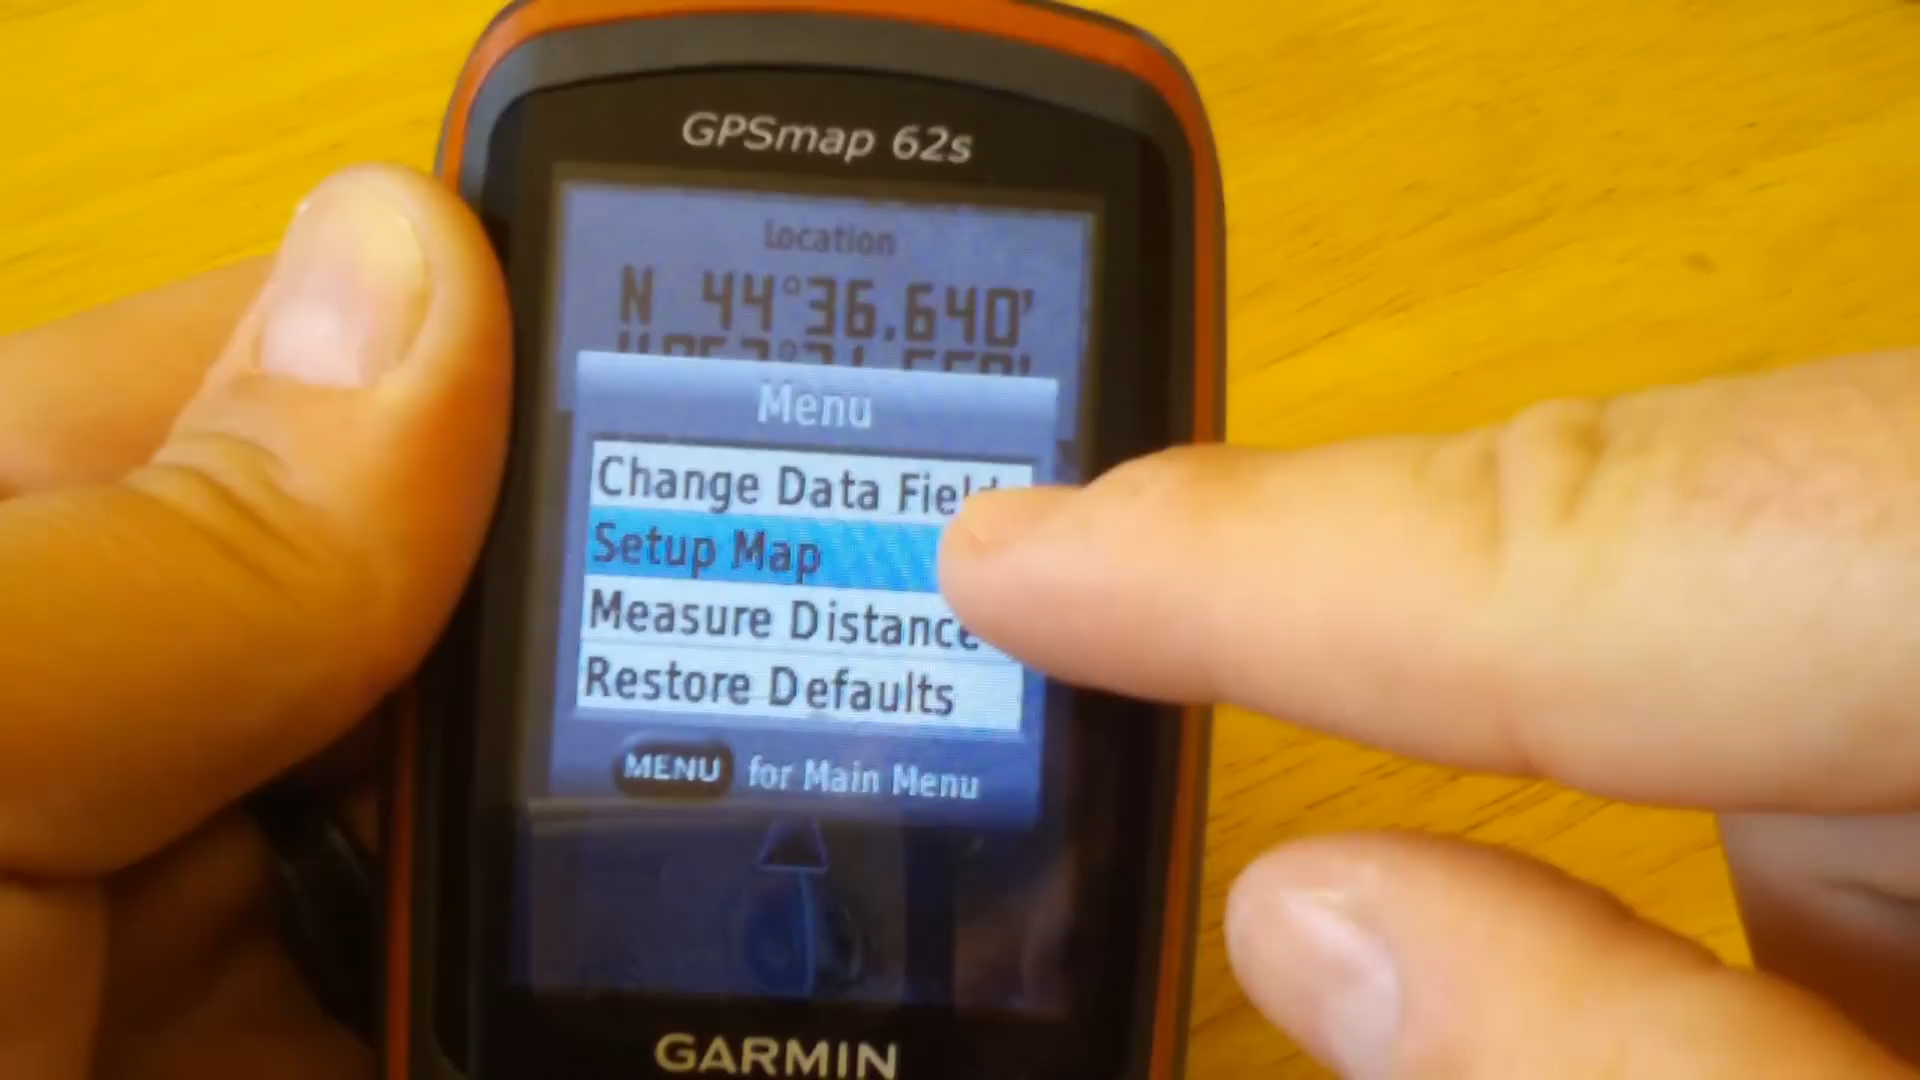 GPSmap 62s
Location
N 44°36.640'
Menu
Change Data
Setup Map
Measure Distance
Restore Defaults
MENU for Main Menu
GARMIN